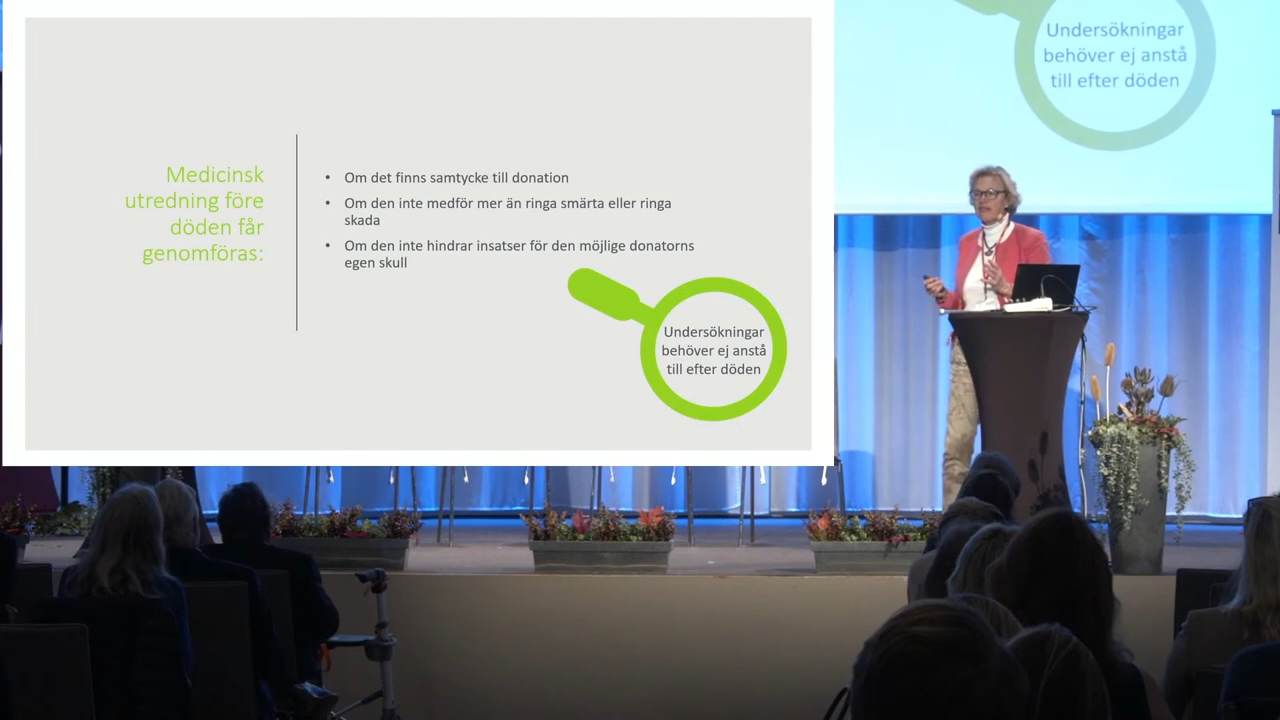 Medicinsk
utredning före
döden får
genomföras:
• Om det finns samtycke till donation
• Om den inte medför mer än ringa smärta eller ringa
skada
• Om den inte hindrar insatser för den möjlige donatorns
egen skull
Undersökningar
behöver ej anstå
till efter döden
Undersökningar
behöver ej anstå
till efter döden